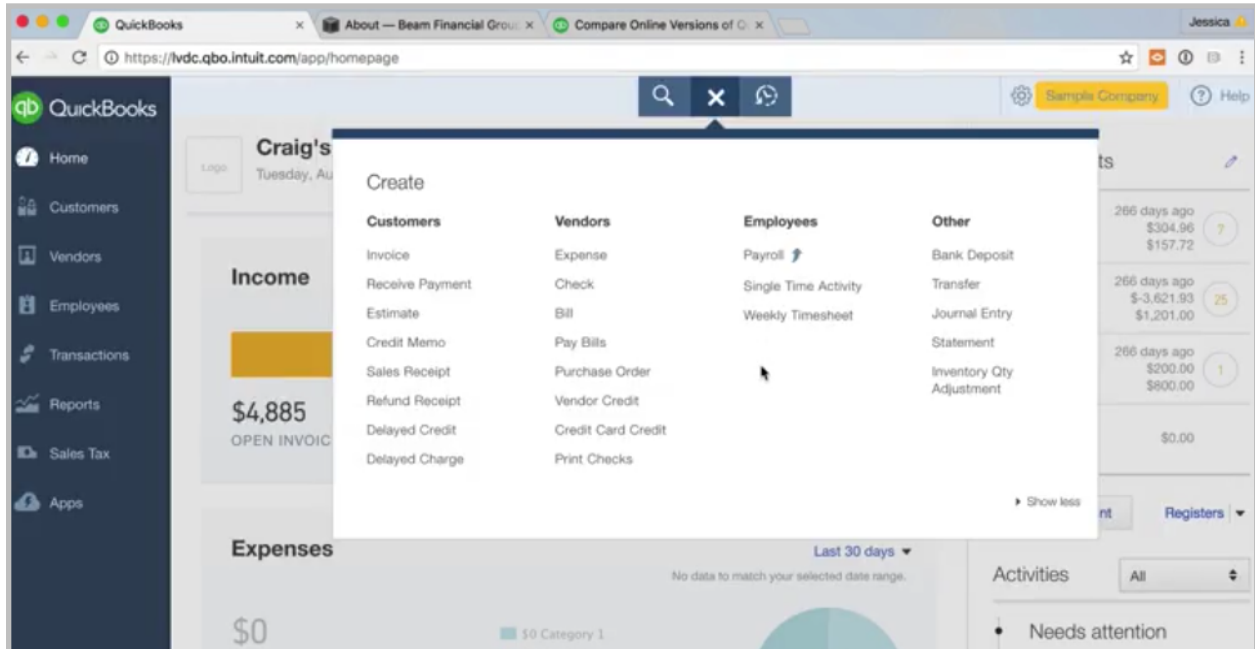 QuickBooks
About — Beam Financial Grou
Compare Online Versions of Q
Jessica
https://lvdc.qbo.intuit.com/app/homepage
qb QuickBooks
Sample Company
Help
Home
Customers
Vendors
Employees
Transactions
Reports
Sales Tax
Apps
Logo
Craig's
Tuesday, Au
Income
$4,885
OPEN INVOIC
Create
Customers
Invoice
Receive Payment
Estimate
Credit Memo
Sales Receipt
Refund Receipt
Delayed Credit
Delayed Charge
Vendors
Expense
Check
Bill
Pay Bills
Purchase Order
Vendor Credit
Credit Card Credit
Print Checks
Employees
Payroll
Single Time Activity
Weekly Timesheet
Other
Bank Deposit
Transfer
Journal Entry
Statement
Inventory Qty
Adjustment
Show less
ts
266 days ago
$304.96
$157.72
7
266 days ago
$-3,621.93
$1,201.00
25
266 days ago
$200.00
$800.00
1
$0.00
nt
Registers
Expenses
Last 30 days
No data to match your selected date range.
$0
$0 Category 1
Activities
All
Needs attention